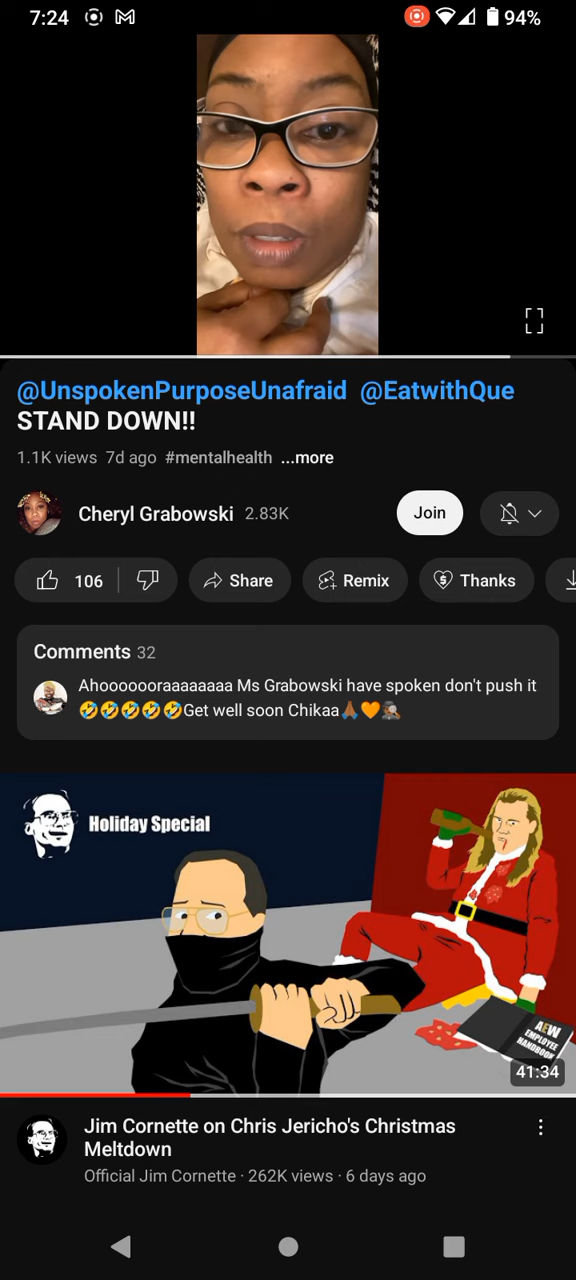 7:24
94%
@UnspokenPurposeUnafraid @EatwithQue
STAND DOWN!!
1.1K views 7d ago #mentalhealth ...more
Cheryl Grabowski 2.83K
Join
106
Share
Remix
Thanks
Comments 32
Ahooooooraaaaaaaa Ms Grabowski have spoken don't push it
🤣🤣🤣🤣🤣Get well soon Chikaa🙏🏾🧡🕵🏾‍♀️
Holiday Special
AEW
EMPLOYEE
HANDBOOK
41:34
Jim Cornette on Chris Jericho's Christmas
Meltdown
Official Jim Cornette · 262K views · 6 days ago